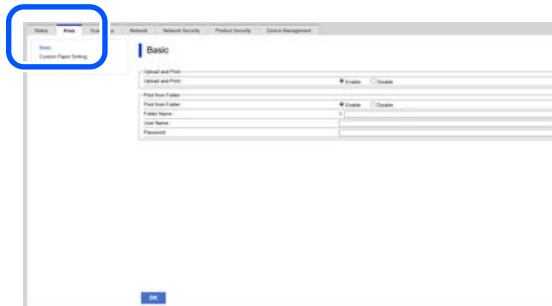 Status Print Network Network Security Product Security Device Management
Basic
Custom Paper Setting
Basic
Upload and Print
Upload and Print Enable Disable
Print from Folder
Print from Folder Enable Disable
Folder Name \\
User Name
Password
OK